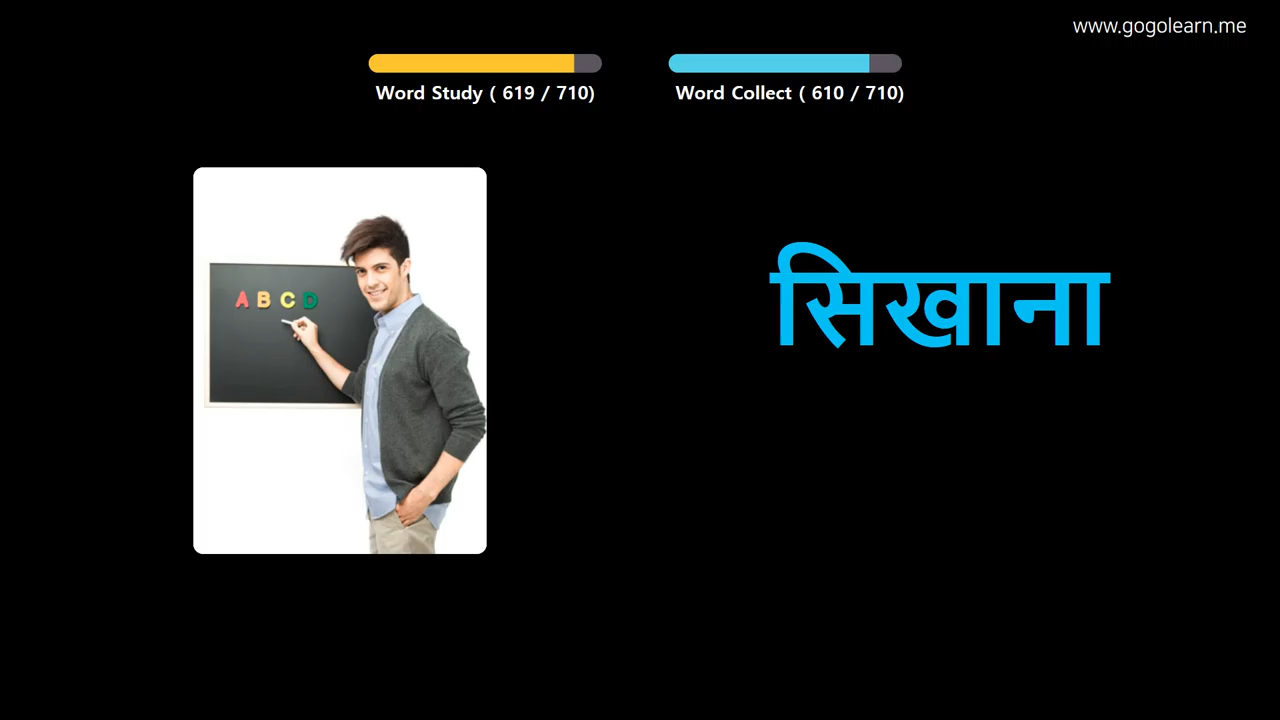 www.gogolearn.me
Word Study ( 619 / 710)
Word Collect ( 610 / 710)
A B C D
सिखाना